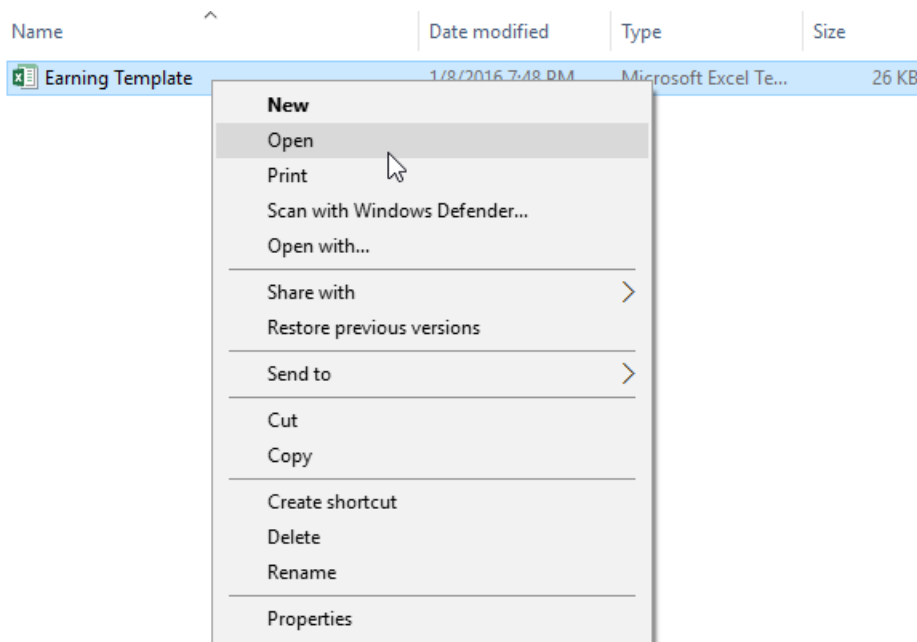 Name Date modified Type Size
Earning Template 1/8/2016 7:48 PM Microsoft Excel Te... 26 KB
New
Open
Print
Scan with Windows Defender...
Open with...
Share with
Restore previous versions
Send to
Cut
Copy
Create shortcut
Delete
Rename
Properties